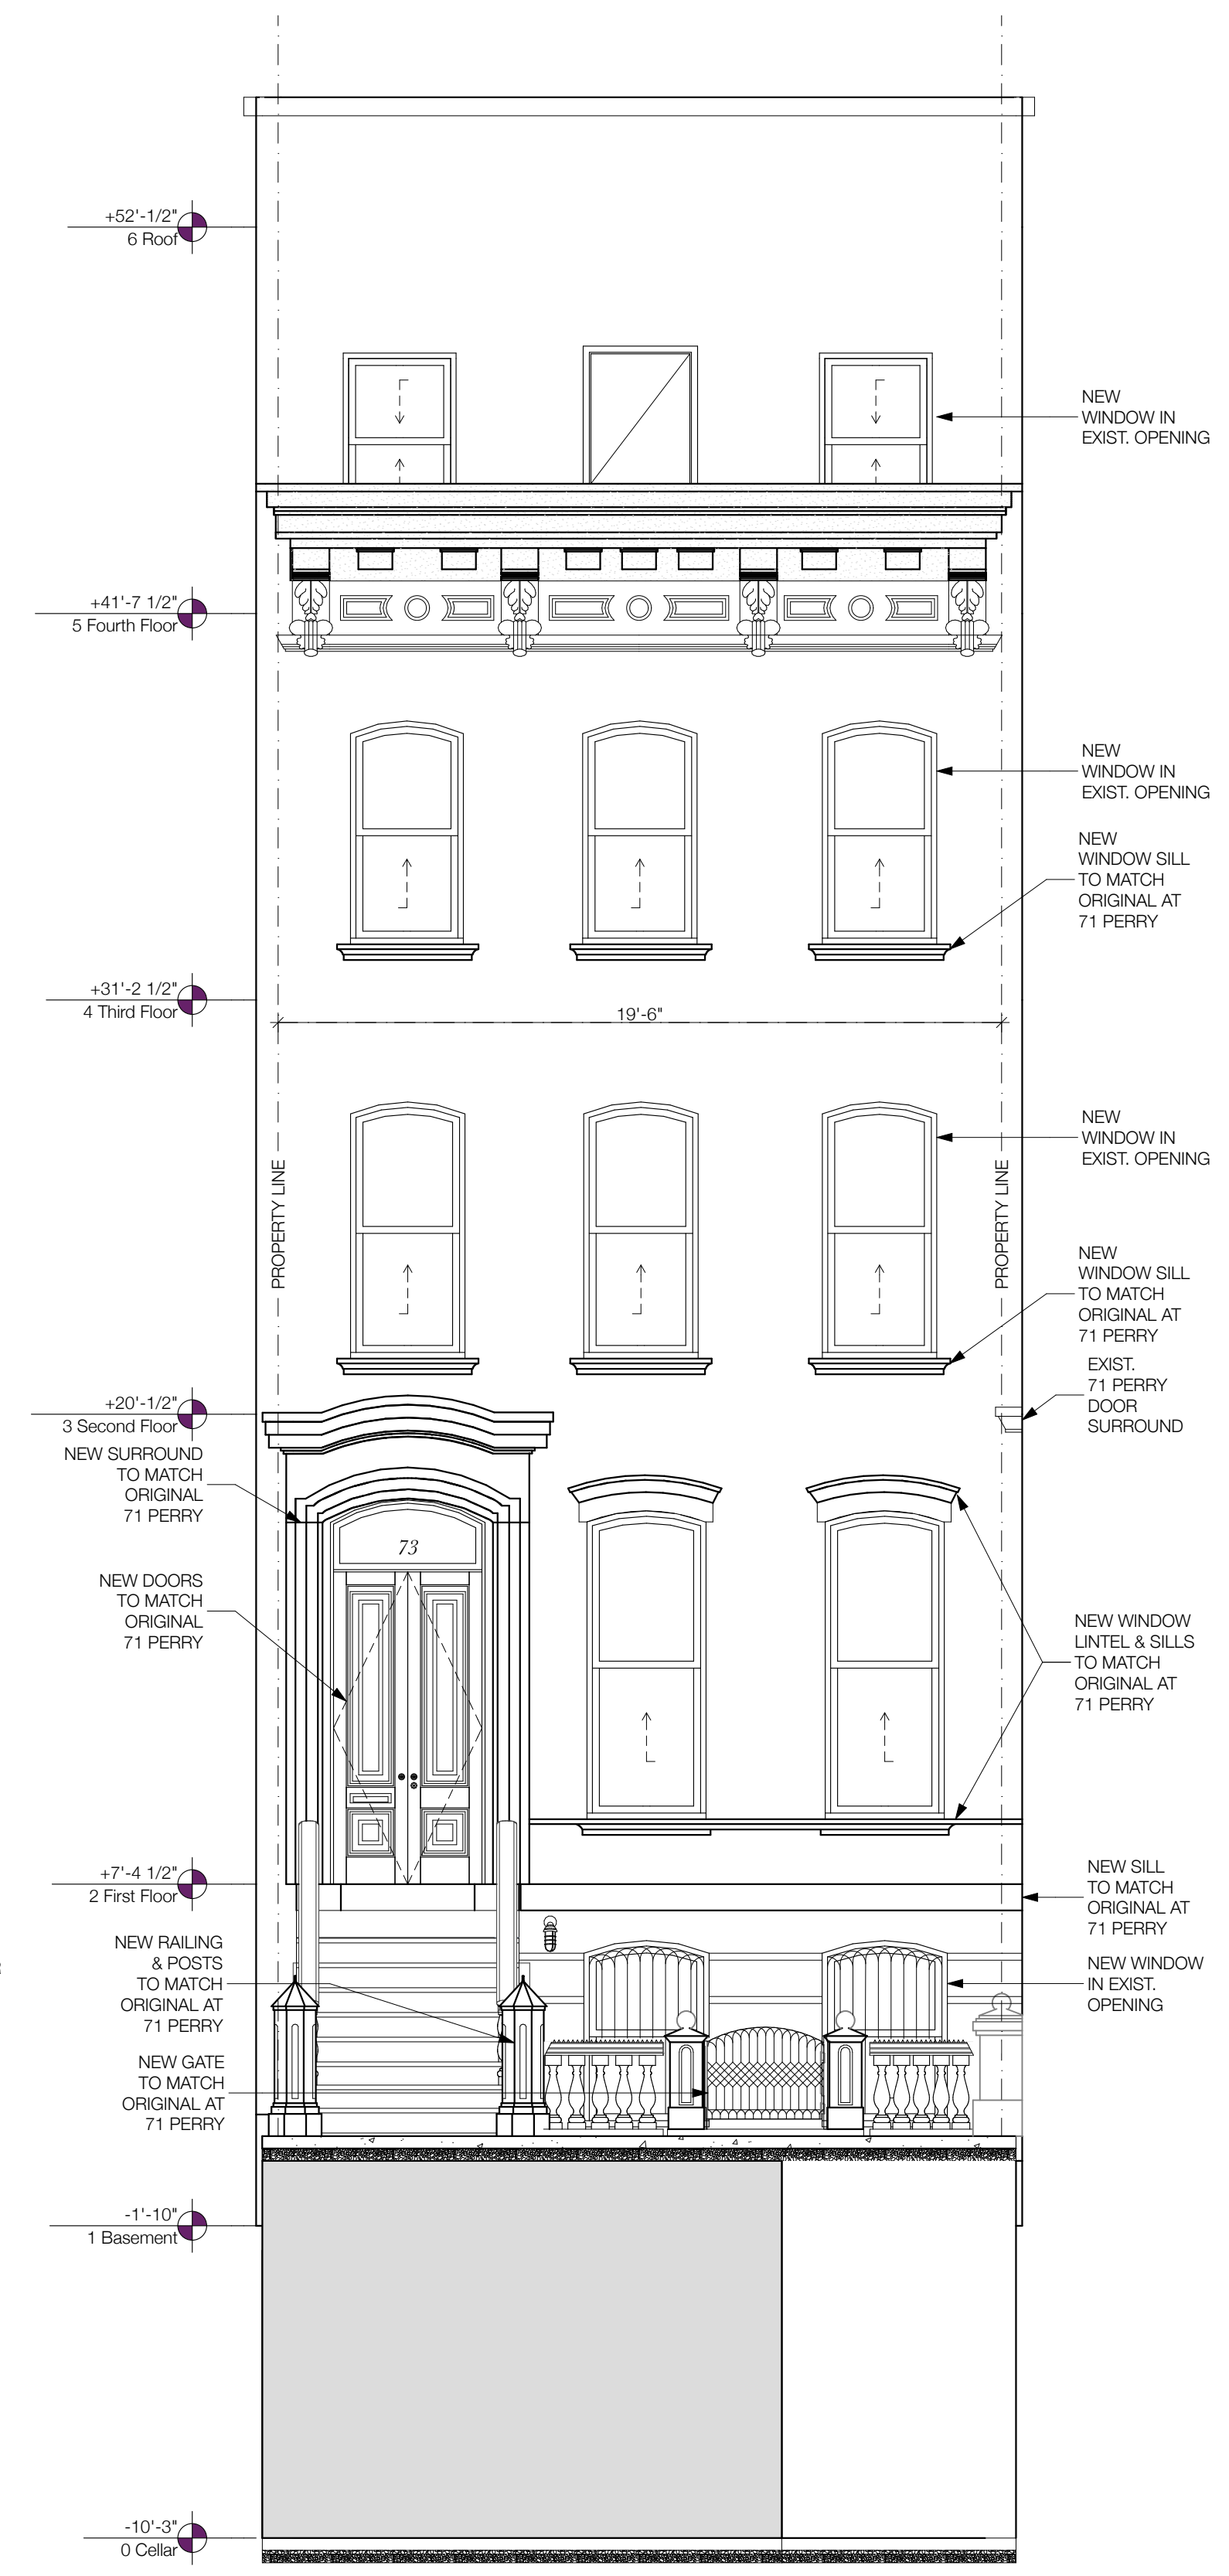 +52'-1/2"
6 Roof
NEW
WINDOW IN
EXIST. OPENING
+41'-7 1/2"
5 Fourth Floor
NEW
WINDOW IN
EXIST. OPENING
NEW
WINDOW SILL
TO MATCH
ORIGINAL AT
71 PERRY
+31'-2 1/2"
4 Third Floor
19'-6"
PROPERTY LINE
PROPERTY LINE
NEW
WINDOW IN
EXIST. OPENING
NEW
WINDOW SILL
TO MATCH
ORIGINAL AT
71 PERRY
EXIST.
71 PERRY
DOOR
SURROUND
+20'-1/2"
3 Second Floor
NEW SURROUND
TO MATCH
ORIGINAL
71 PERRY
73
NEW DOORS
TO MATCH
ORIGINAL
71 PERRY
NEW WINDOW
LINTEL & SILLS
TO MATCH
ORIGINAL AT
71 PERRY
+7'-4 1/2"
2 First Floor
NEW SILL
TO MATCH
ORIGINAL AT
71 PERRY
NEW RAILING
& POSTS
TO MATCH
ORIGINAL AT
71 PERRY
NEW WINDOW
IN EXIST.
OPENING
NEW GATE
TO MATCH
ORIGINAL AT
71 PERRY
-1'-10"
1 Basement
-10'-3"
0 Cellar